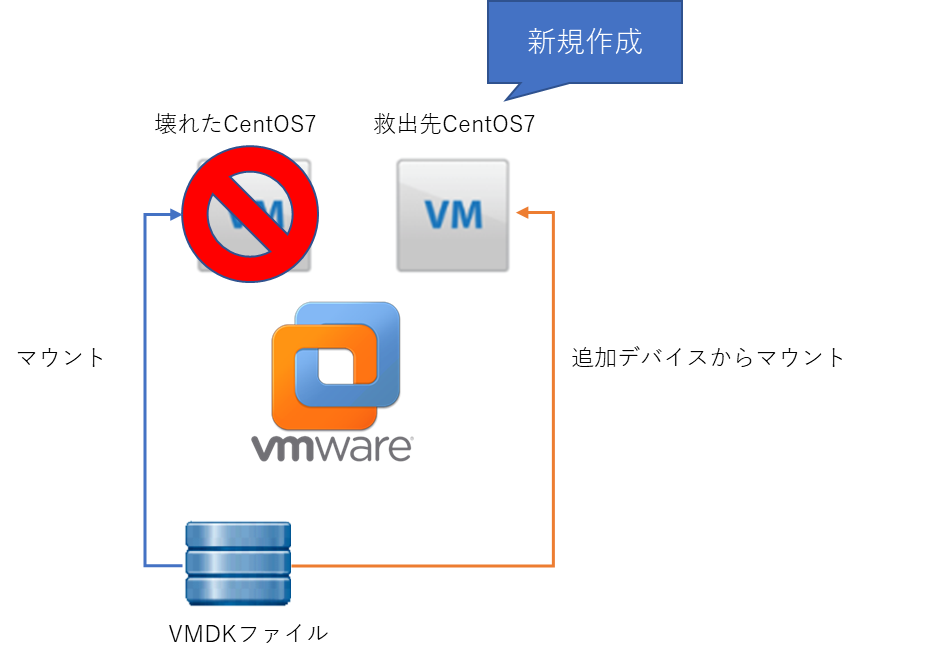 新規作成
壊れたCentOS7
救出先CentOS7
VM
VM
マウント
追加デバイスからマウント
vmware
VMDKファイル